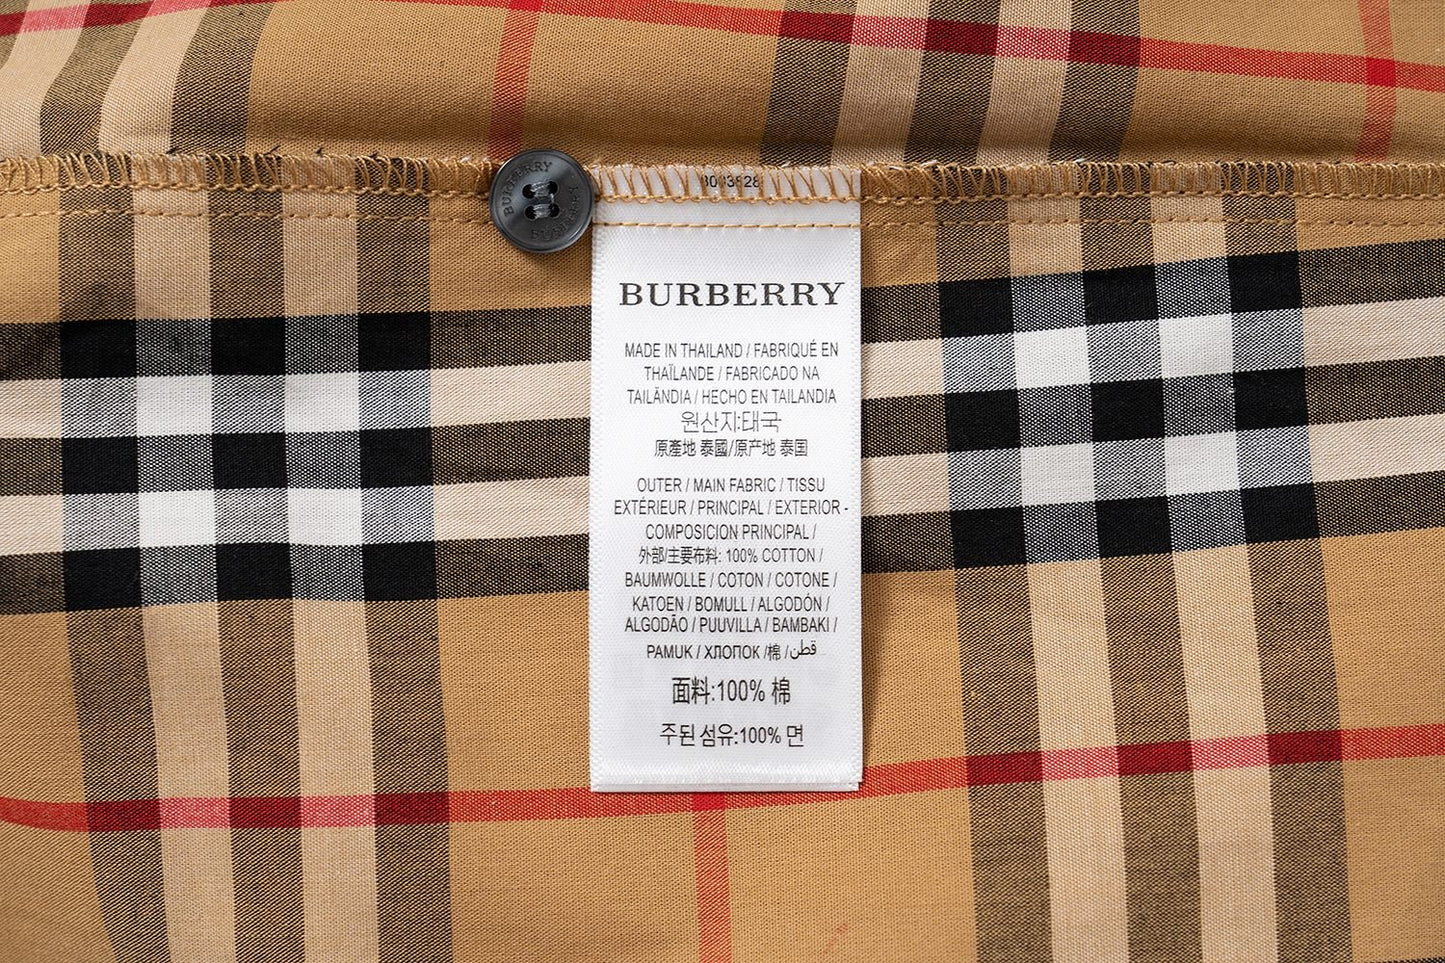 BURBERRY
BURBERRY
BURBERRY
MADE IN THAILAND / FABRIQUÉ EN
THAÏLANDE / FABRICADO NA
TAILÂNDIA / HECHO EN TAILANDIA
원산지:태국
原產地 泰國/原产地 泰国
OUTER / MAIN FABRIC / TISSU
EXTÉRIEUR / PRINCIPAL / EXTERIOR -
COMPOSICION PRINCIPAL /
外部/主要布料: 100% COTTON /
BAUMWOLLE / COTON / COTONE /
KATOEN / BOMULL / ALGODÓN /
ALGODÃO / PUUVILLA / BAMBAKI /
PAMUK / ХЛОПОК /棉 /قطن
面料:100% 棉
주된 섬유:100% 면